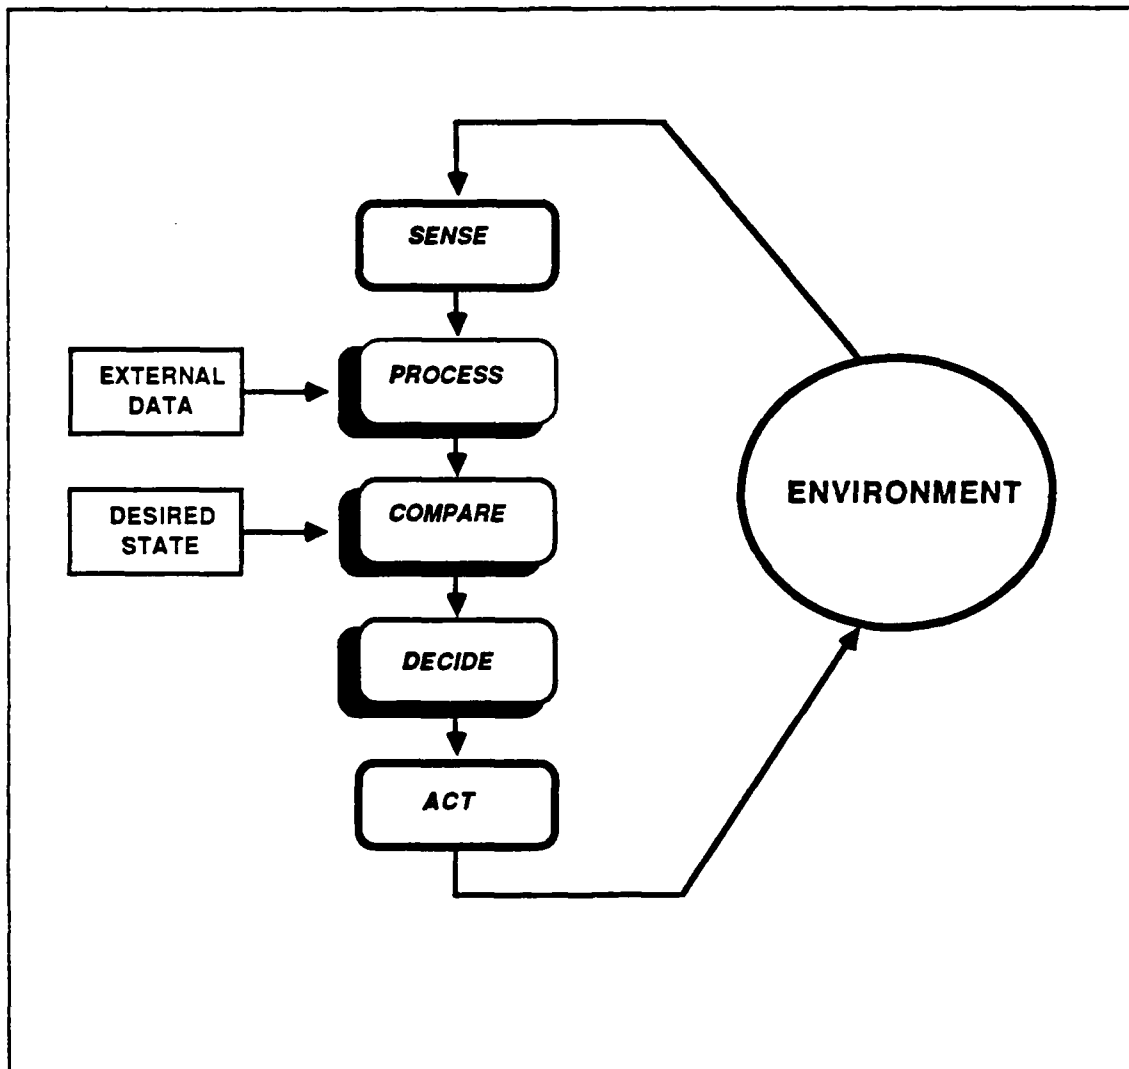 SENSE
EXTERNAL
DATA
PROCESS
DESIRED
STATE
COMPARE
ENVIRONMENT
DECIDE
ACT